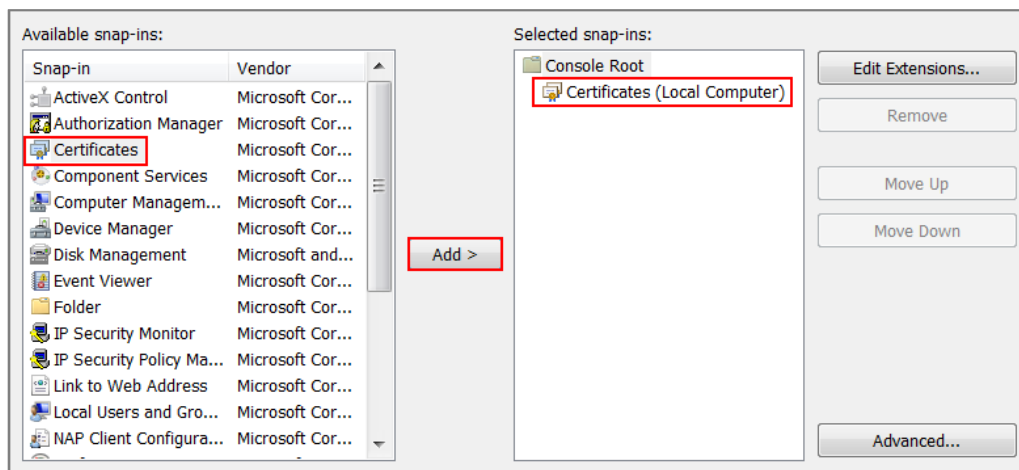 Available snap-ins:
Snap-in Vendor
ActiveX Control Microsoft Cor...
Authorization Manager Microsoft Cor...
Certificates Microsoft Cor...
Component Services Microsoft Cor...
Computer Managem... Microsoft Cor...
Device Manager Microsoft Cor...
Disk Management Microsoft and...
Event Viewer Microsoft Cor...
Folder Microsoft Cor...
IP Security Monitor Microsoft Cor...
IP Security Policy Ma... Microsoft Cor...
Link to Web Address Microsoft Cor...
Local Users and Gro... Microsoft Cor...
NAP Client Configura... Microsoft Cor...
Add >
Selected snap-ins:
Console Root
Certificates (Local Computer)
Edit Extensions...
Remove
Move Up
Move Down
Advanced...